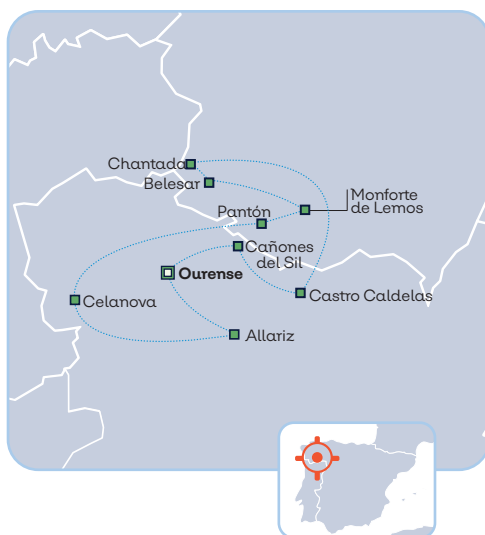 Chantada
Belesar
Monforte
de Lemos
Pantón
Cañones
del Sil
Ourense
Castro Caldelas
Celanova
Allariz